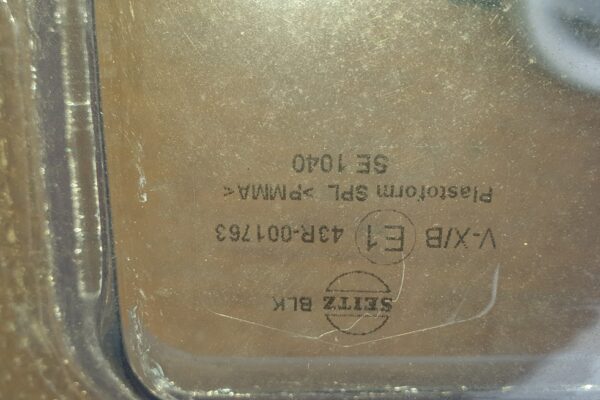 SEITZ BLK
V-X/B E1 43R-001763
Plastoform SPL >PMMA<
SE 1040